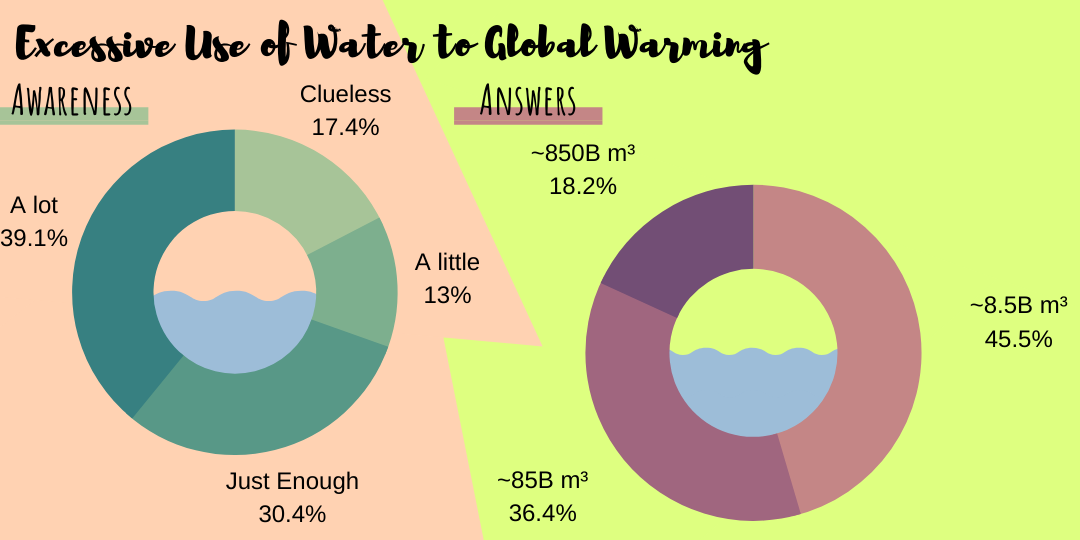 Excessive Use of Water to Global Warming
Awareness
Clueless
17.4%
A lot
39.1%
A little
13%
Just Enough
30.4%
Answers
~850B m³
18.2%
~8.5B m³
45.5%
~85B m³
36.4%